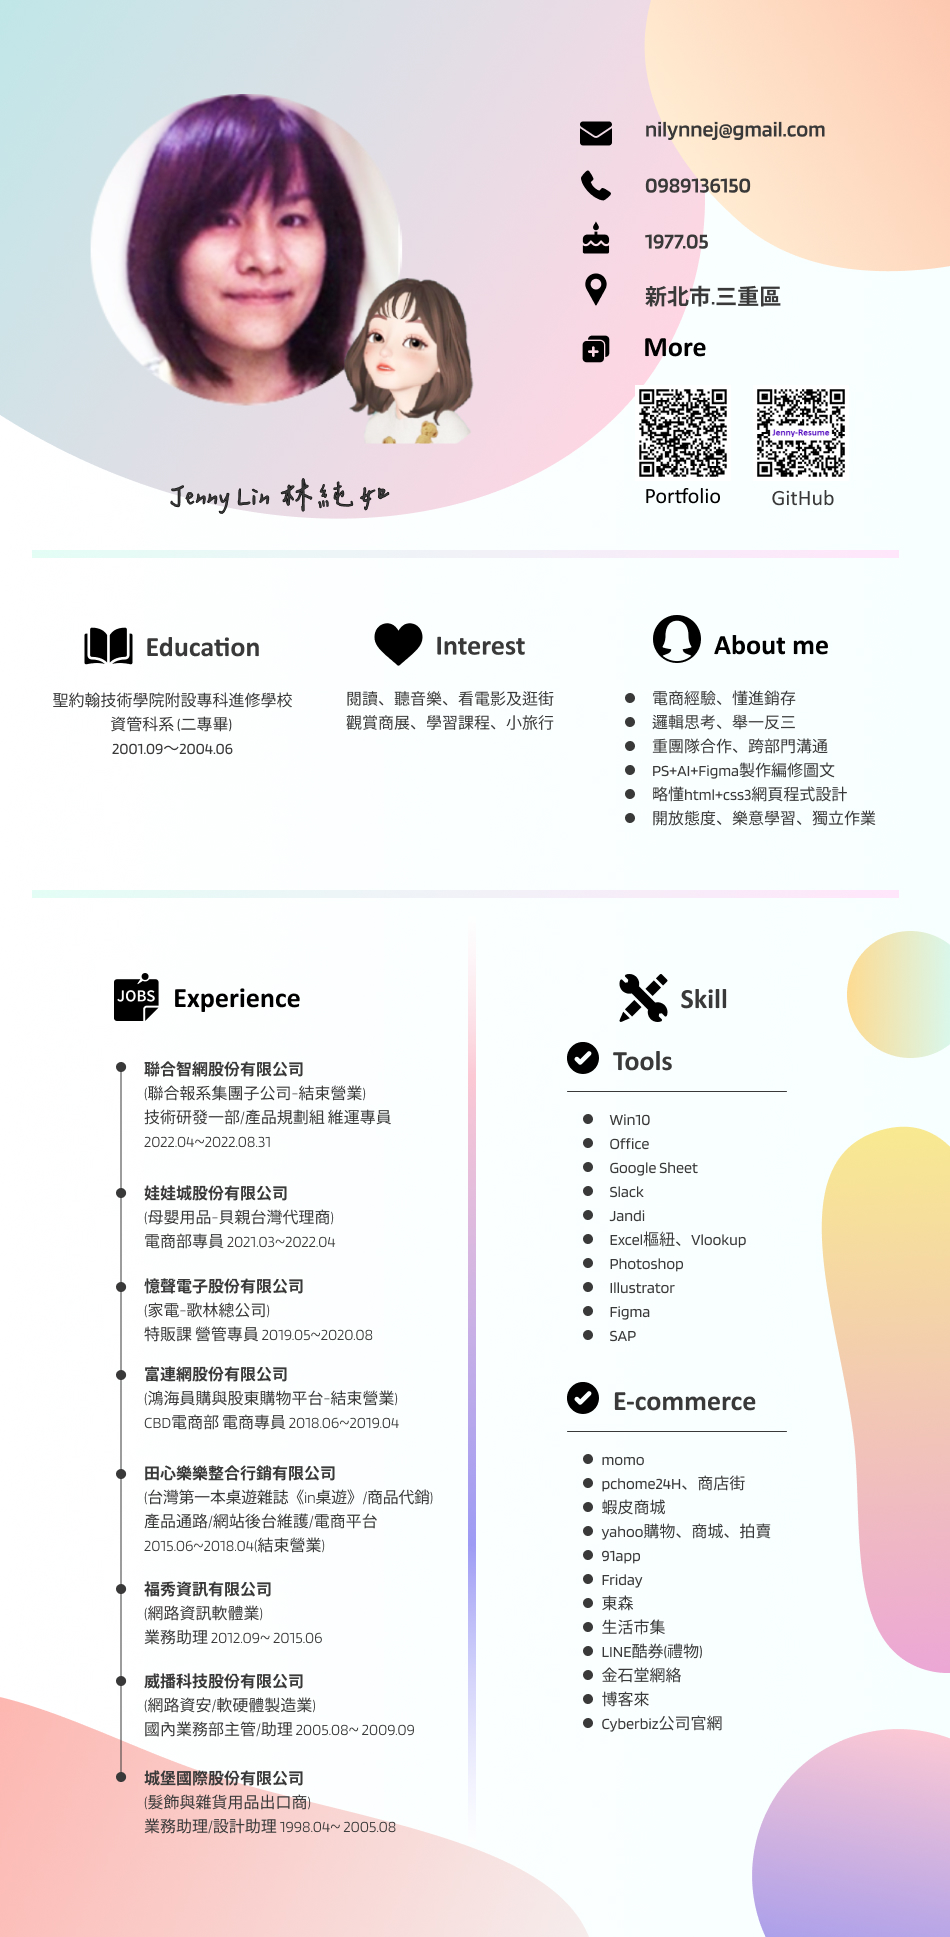 nilynnej@gmail.com
0989136150
1977.05
新北市.三重區
More
Jenny-Resume
Portfolio
GitHub
Jenny Lin 林純如
Education
聖約翰技術學院附設專科進修學校
資管科系 (二專畢)
2001.09～2004.06
Interest
閱讀、聽音樂、看電影及逛街
觀賞商展、學習課程、小旅行
About me
電商經驗、懂進銷存
邏輯思考、舉一反三
重團隊合作、跨部門溝通
PS+AI+Figma製作編修圖文
略懂html+css3網頁程式設計
開放態度、樂意學習、獨立作業
JOBS
Experience
聯合智網股份有限公司
(聯合報系集團子公司-結束營業)
技術研發一部/產品規劃組 維運專員
2022.04~2022.08.31
娃娃城股份有限公司
(母嬰用品-貝親台灣代理商)
電商部專員 2021.03~2022.04
憶聲電子股份有限公司
(家電-歌林總公司)
特販課 營管專員 2019.05~2020.08
富連網股份有限公司
(鴻海員購與股東購物平台-結束營業)
CBD電商部 電商專員 2018.06~2019.04
田心樂樂整合行銷有限公司
(台灣第一本桌遊雜誌《in桌遊》/商品代銷)
產品通路/網站後台維護/電商平台
2015.06~2018.04(結束營業)
福秀資訊有限公司
(網路資訊軟體業)
業務助理 2012.09~ 2015.06
威播科技股份有限公司
(網路資安/軟硬體製造業)
國內業務部主管/助理 2005.08~ 2009.09
城堡國際股份有限公司
(髮飾與雜貨用品出口商)
業務助理/設計助理 1998.04~ 2005.08
Skill
Tools
Win10
Office
Google Sheet
Slack
Jandi
Excel樞紐、Vlookup
Photoshop
Illustrator
Figma
SAP
E-commerce
momo
pchome24H、商店街
蝦皮商城
yahoo購物、商城、拍賣
91app
Friday
東森
生活市集
LINE酷券(禮物)
金石堂網絡
博客來
Cyberbiz公司官網